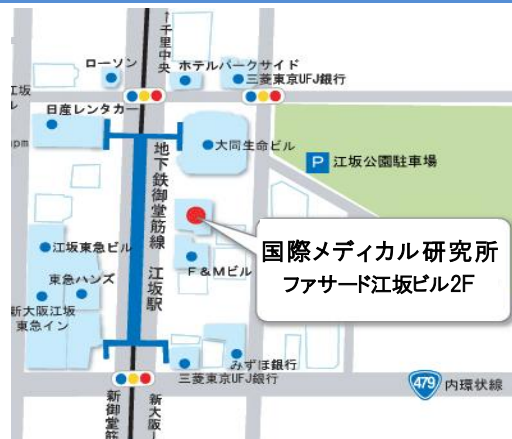 ↑千里中央
ローソン
ホテルパークサイド
三菱東京UFJ銀行
江坂
ル
日産レンタカー
pm
大同生命ビル
P 江坂公園駐車場
地下鉄御堂筋線 江坂駅
国際メディカル研究所
ファサード江坂ビル2F
江坂東急ビル
F&Mビル
東急ハンズ
新大阪江坂
東急イン
みずほ銀行
三菱東京UFJ銀行
479 内環状線
新御堂筋
新大阪↓